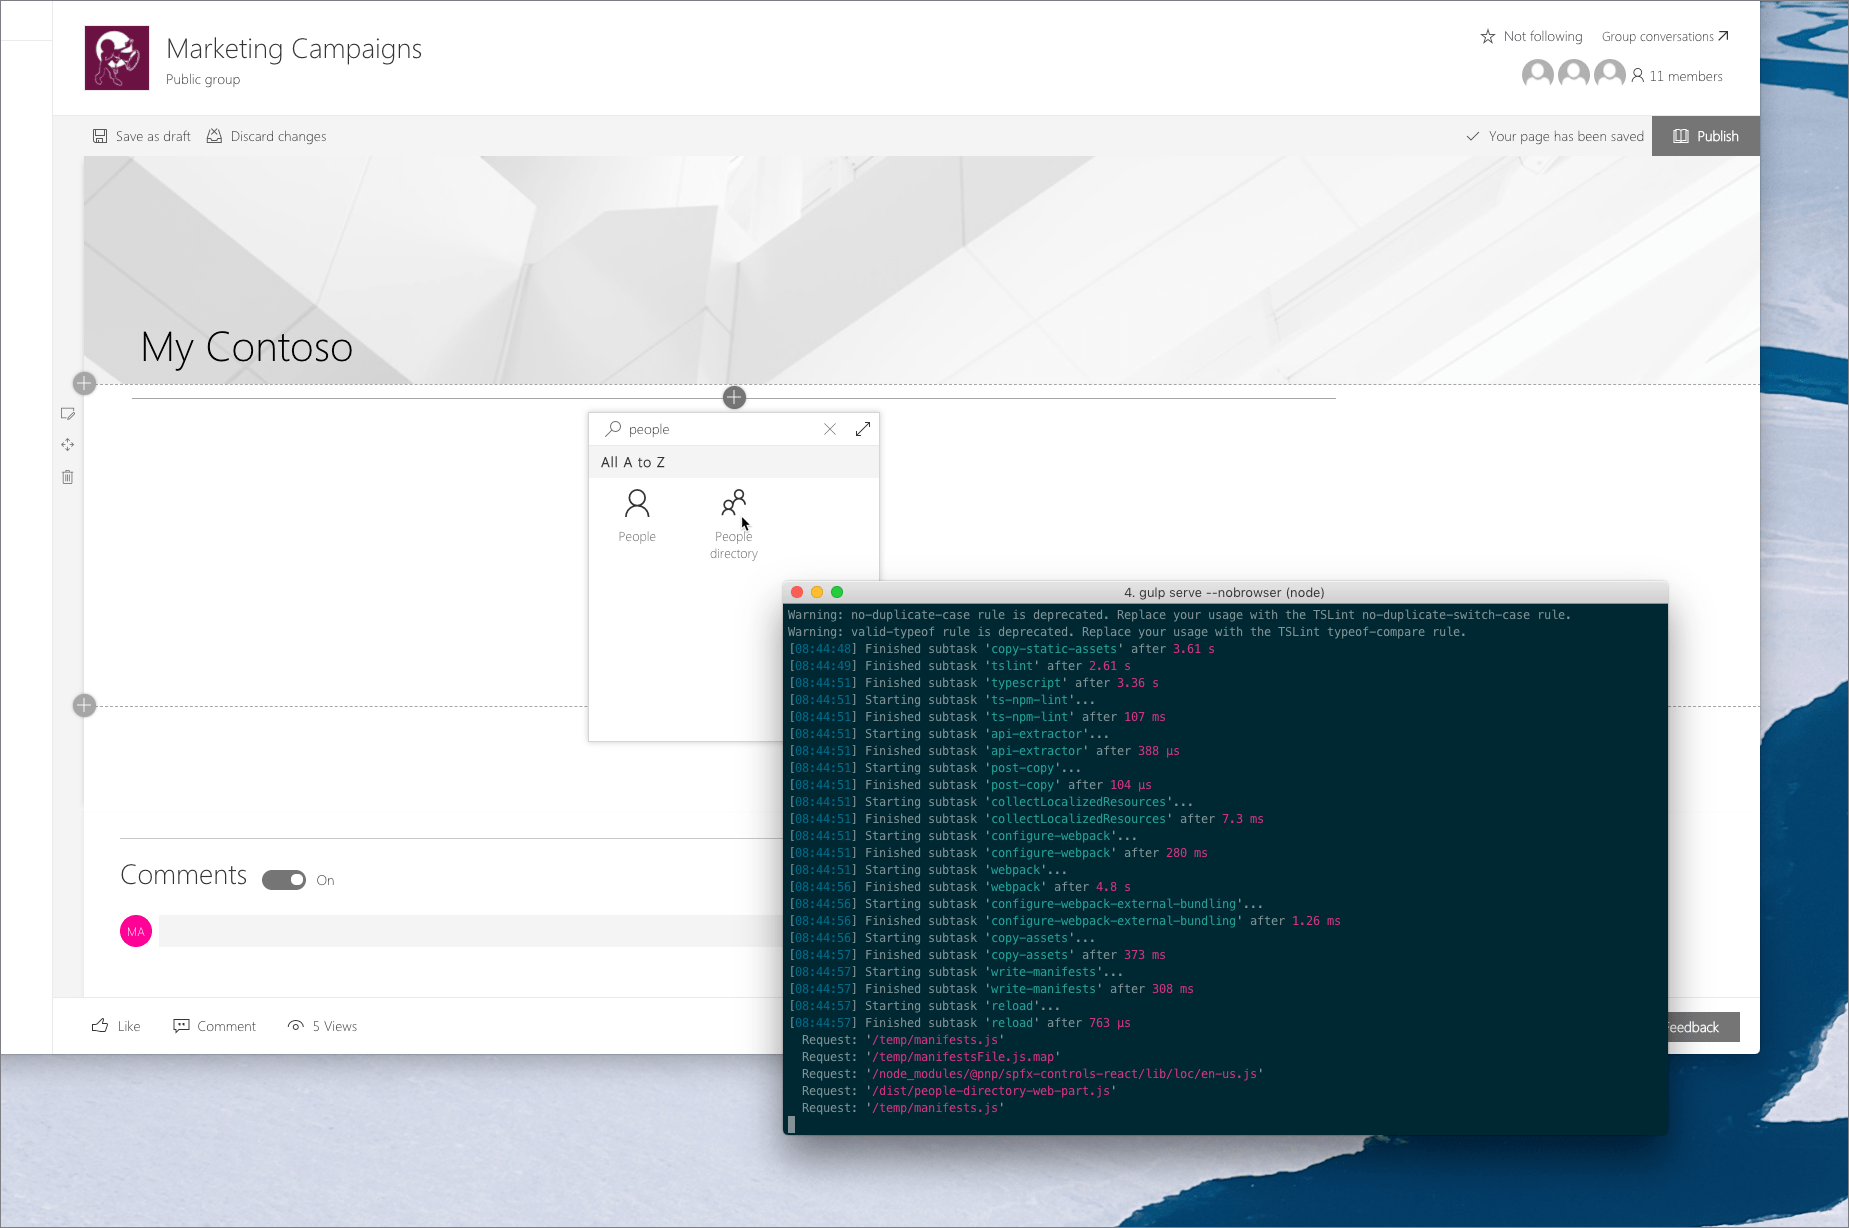 Marketing Campaigns
Public group
Not following
Group conversations
11 members
Save as draft
Discard changes
Your page has been saved
Publish
My Contoso
people
All A to Z
People
People
directory
4. gulp serve --nobrowser (node)
Warning: no-duplicate-case rule is deprecated. Replace your usage with the TSLint no-duplicate-switch-case rule.
Warning: valid-typeof rule is deprecated. Replace your usage with the TSLint typeof-compare rule.
[08:44:48] Finished subtask 'copy-static-assets' after 3.61 s
[08:44:49] Finished subtask 'tslint' after 2.61 s
[08:44:51] Finished subtask 'typescript' after 3.36 s
[08:44:51] Starting subtask 'ts-npm-lint'...
[08:44:51] Finished subtask 'ts-npm-lint' after 107 ms
[08:44:51] Starting subtask 'api-extractor'...
[08:44:51] Finished subtask 'api-extractor' after 388 μs
[08:44:51] Starting subtask 'post-copy'...
[08:44:51] Finished subtask 'post-copy' after 104 μs
[08:44:51] Starting subtask 'collectLocalizedResources'...
[08:44:51] Finished subtask 'collectLocalizedResources' after 7.3 ms
[08:44:51] Starting subtask 'configure-webpack'...
[08:44:51] Finished subtask 'configure-webpack' after 280 ms
[08:44:51] Starting subtask 'webpack'...
[08:44:56] Finished subtask 'webpack' after 4.8 s
[08:44:56] Starting subtask 'configure-webpack-external-bundling'...
[08:44:56] Finished subtask 'configure-webpack-external-bundling' after 1.26 ms
[08:44:56] Starting subtask 'copy-assets'...
[08:44:57] Finished subtask 'copy-assets' after 373 ms
[08:44:57] Starting subtask 'write-manifests'...
[08:44:57] Finished subtask 'write-manifests' after 308 ms
[08:44:57] Starting subtask 'reload'...
[08:44:57] Finished subtask 'reload' after 763 μs
Request: '/temp/manifests.js'
Request: '/temp/manifestsFile.js.map'
Request: '/node_modules/@pnp/spfx-controls-react/lib/loc/en-us.js'
Request: '/dist/people-directory-web-part.js'
Request: '/temp/manifests.js'
Comments
On
MA
Like
Comment
5 Views
eedback